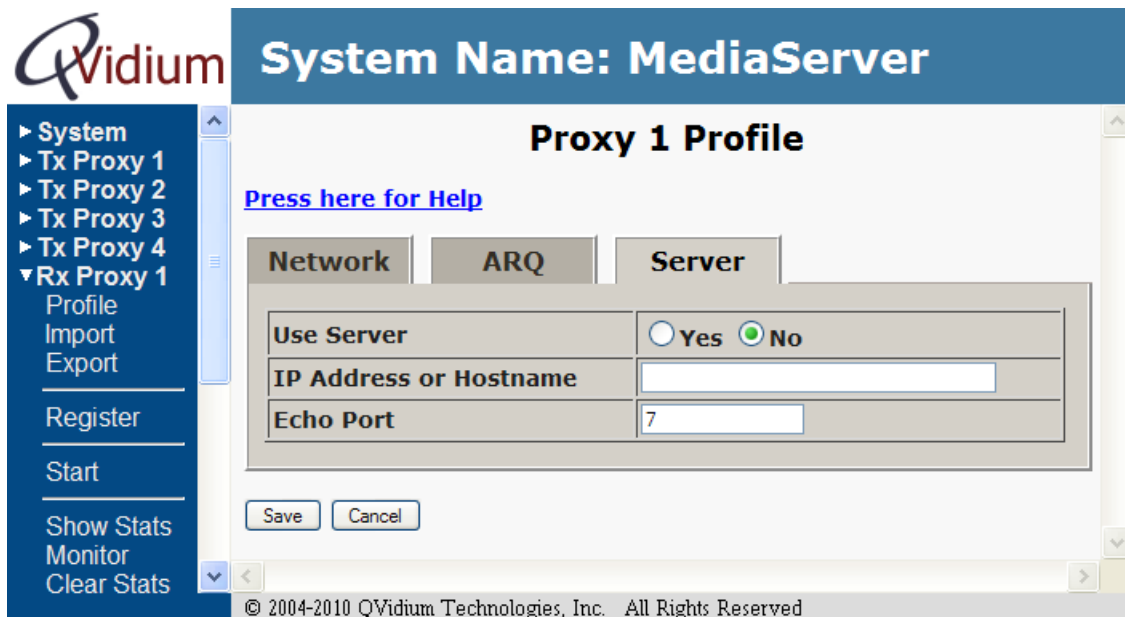 QVidium
System Name: MediaServer
System
Tx Proxy 1
Tx Proxy 2
Tx Proxy 3
Tx Proxy 4
Rx Proxy 1
Profile
Import
Export
Register
Start
Show Stats
Monitor
Clear Stats
Proxy 1 Profile
Press here for Help
Network ARQ Server
Use Server Yes No
IP Address or Hostname
Echo Port 7
Save Cancel
© 2004-2010 QVidium Technologies, Inc. All Rights Reserved